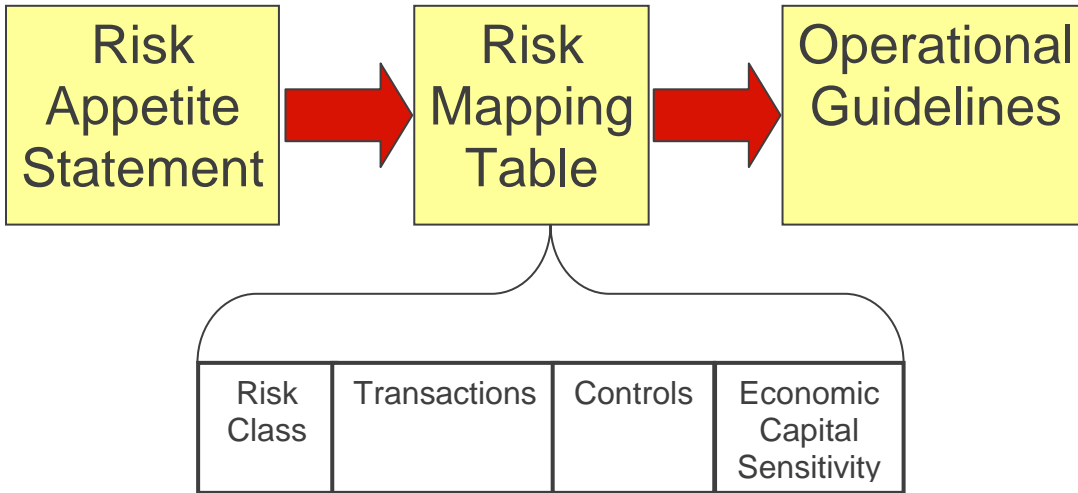 Risk
Appetite
Statement
Risk
Mapping
Table
Operational
Guidelines
Risk
Class
Transactions
Controls
Economic
Capital
Sensitivity